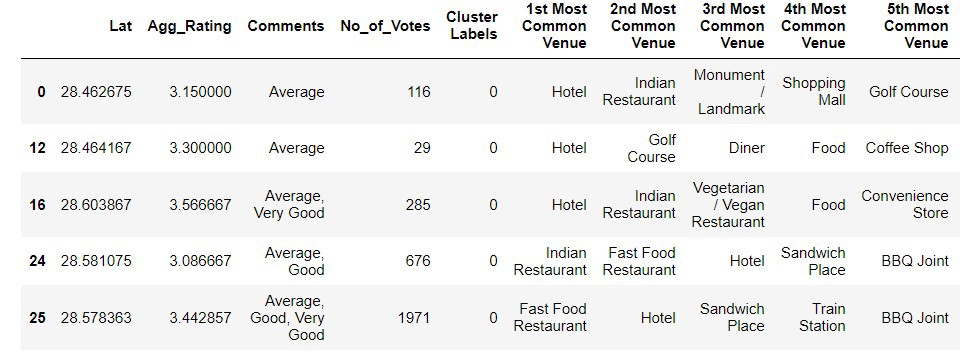 Lat Agg_Rating Comments No_of_Votes Cluster Labels 1st Most Common Venue 2nd Most Common Venue 3rd Most Common Venue 4th Most Common Venue 5th Most Common Venue
0 28.462675 3.150000 Average 116 0 Hotel Indian Restaurant Monument / Landmark Shopping Mall Golf Course
12 28.464167 3.300000 Average 29 0 Hotel Golf Course Diner Food Coffee Shop
16 28.603867 3.566667 Average, Very Good 285 0 Hotel Indian Restaurant Vegetarian / Vegan Restaurant Food Convenience Store
24 28.581075 3.086667 Average, Good 676 0 Indian Restaurant Fast Food Restaurant Hotel Sandwich Place BBQ Joint
25 28.578363 3.442857 Average, Good, Very Good 1971 0 Fast Food Restaurant Hotel Sandwich Place Train Station BBQ Joint